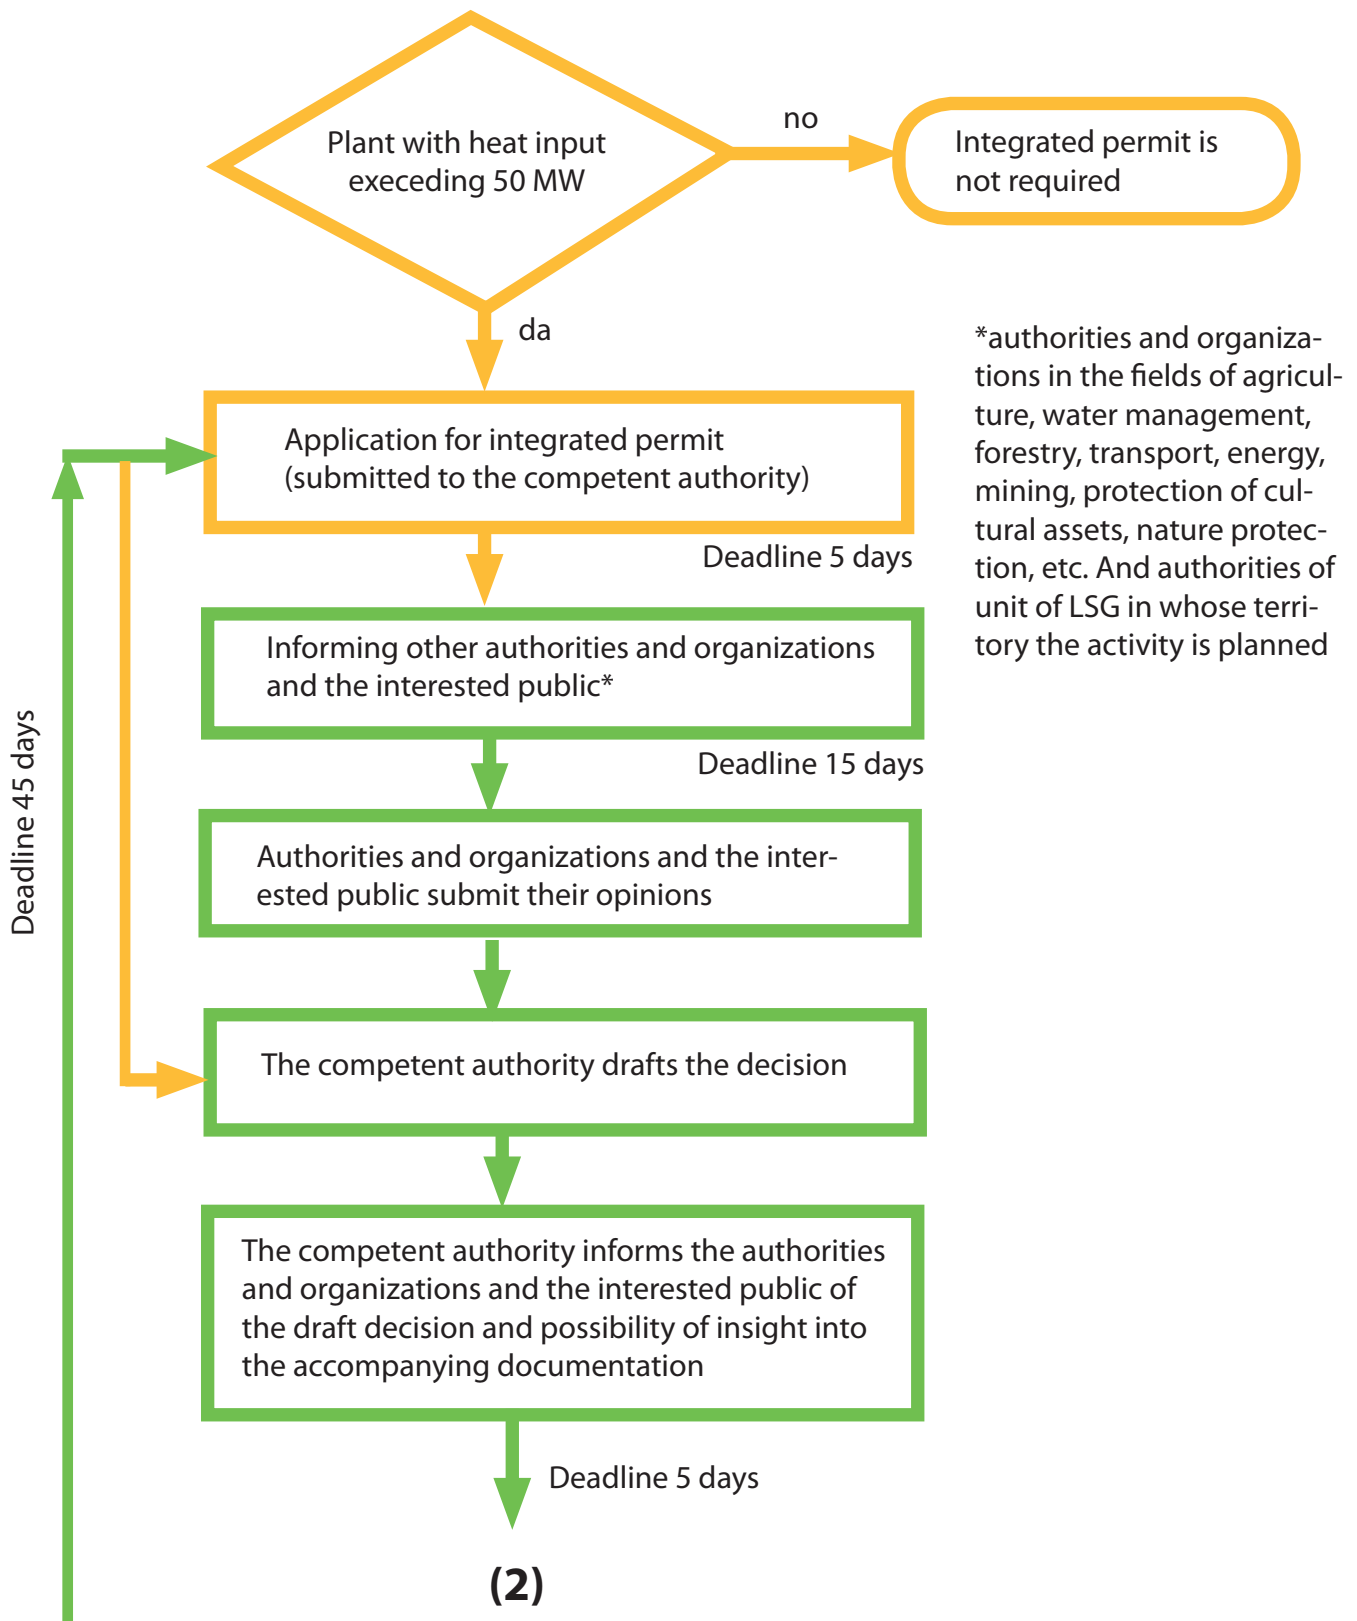 Plant with heat input
execeding 50 MW
no
Integrated permit is
not required
da
*authorities and organiza-
tions in the fields of agricul-
ture, water management,
forestry, transport, energy,
mining, protection of cul-
tural assets, nature protec-
tion, etc. And authorities of
unit of LSG in whose terri-
tory the activity is planned
Application for integrated permit
(submitted to the competent authority)
Deadline 5 days
Informing other authorities and organizations
and the interested public*
Deadline 15 days
Authorities and organizations and the inter-
ested public submit their opinions
Deadline 45 days
The competent authority drafts the decision
The competent authority informs the authorities
and organizations and the interested public of
the draft decision and possibility of insight into
the accompanying documentation
Deadline 5 days
(2)